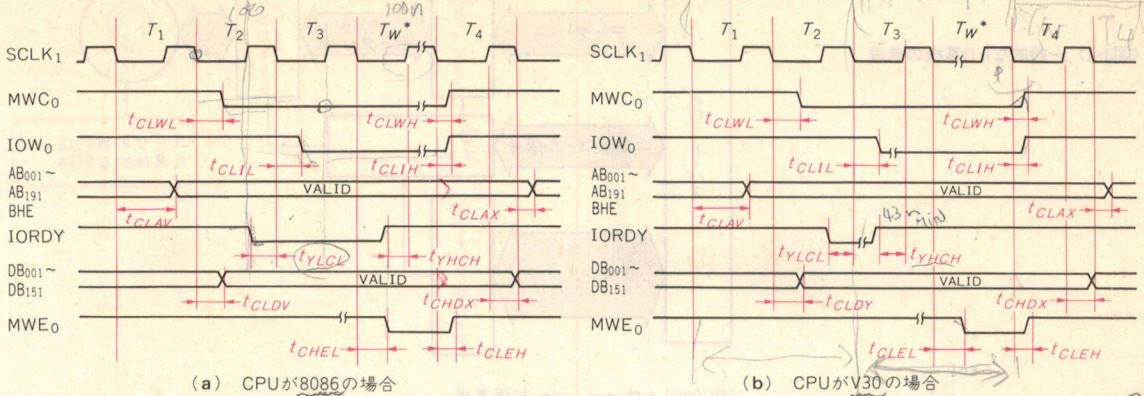 T1 T2 T3 TW* T4
SCLK1
MWC0
tCLWL tCLWH
IOW0
tCLIL tCLIH
AB001~
AB191
VALID
BHE
tCLAV tCLAX
IORDY
tYLCL tYHCH
DB001~
DB151
VALID
tCLDV tCHDX
MWE0
tCHEL tCLEH
(a) CPUが8086の場合
T1 T2 T3 TW* T4
SCLK1
MWC0
tCLWL tCLWH
IOW0
tCLIL tCLIH
AB001~
AB191
VALID
BHE
tCLAV tCLAX
43n
Min
IORDY
tYLCL tYHCH
DB001~
DB151
VALID
tCLDY tCHDX
MWE0
tCLEL tCLEH
(b) CPUがV30の場合